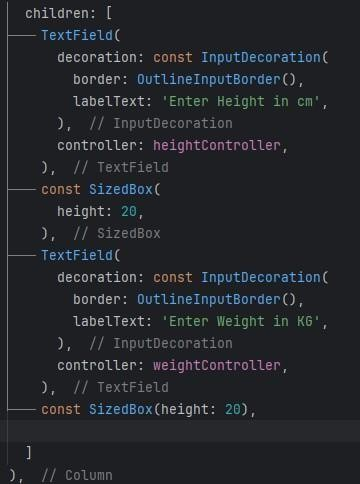 children: [
TextField(
decoration: const InputDecoration(
border: OutlineInputBorder(),
labelText: 'Enter Height in cm',
),  // InputDecoration
controller: heightController,
),  // TextField
const SizedBox(
height: 20,
),  // SizedBox
TextField(
decoration: const InputDecoration(
border: OutlineInputBorder(),
labelText: 'Enter Weight in KG',
),  // InputDecoration
controller: weightController,
),  // TextField
const SizedBox(height: 20),
]
),  // Column